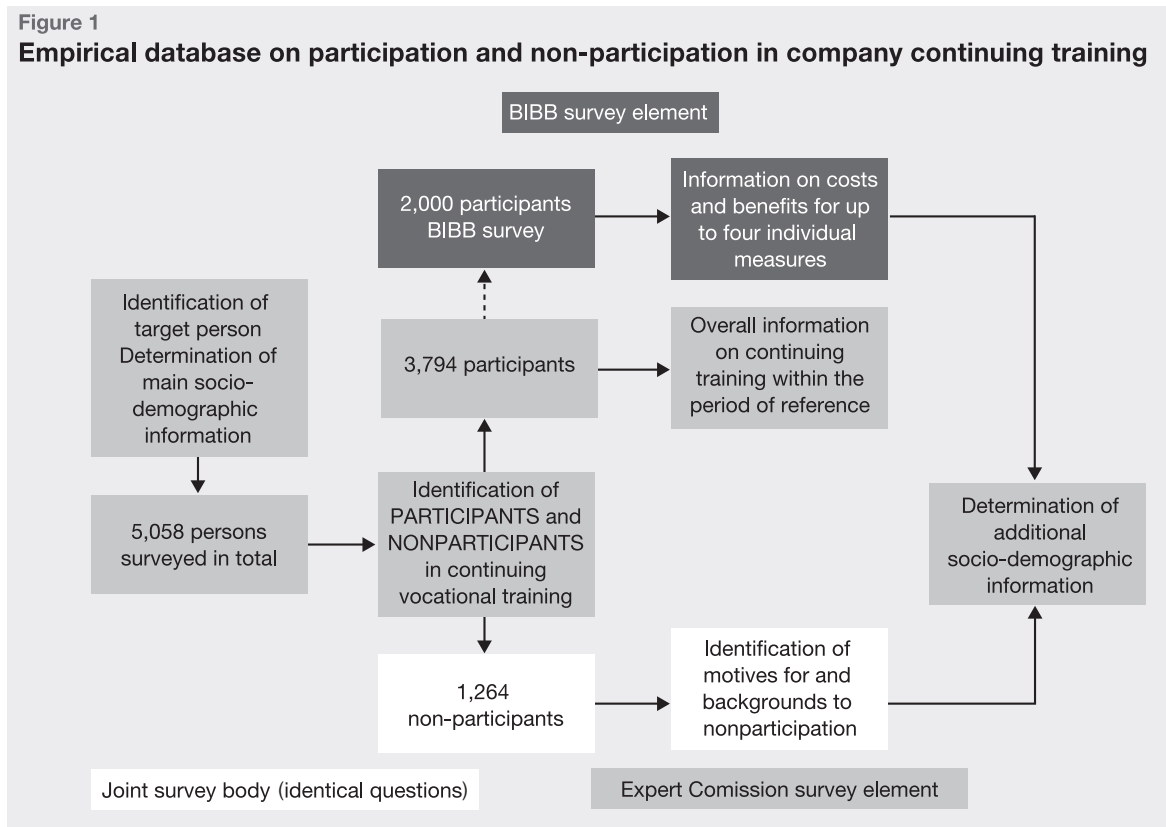 Figure 1
Empirical database on participation and non-participation in company continuing training
BIBB survey element
2,000 participants
BIBB survey
Information on costs
and benefits for up
to four individual
measures
Identification of
target person
Determination of
main socio-
demographic
information
3,794 participants
Overall information
on continuing
training within the
period of reference
5,058 persons
surveyed in total
Identification of
PARTICIPANTS and
NONPARTICIPANTS
in continuing
vocational training
Determination of
additional
socio-demographic
information
1,264
non-participants
Identification of
motives for and
backgrounds to
nonparticipation
Joint survey body (identical questions)
Expert Comission survey element